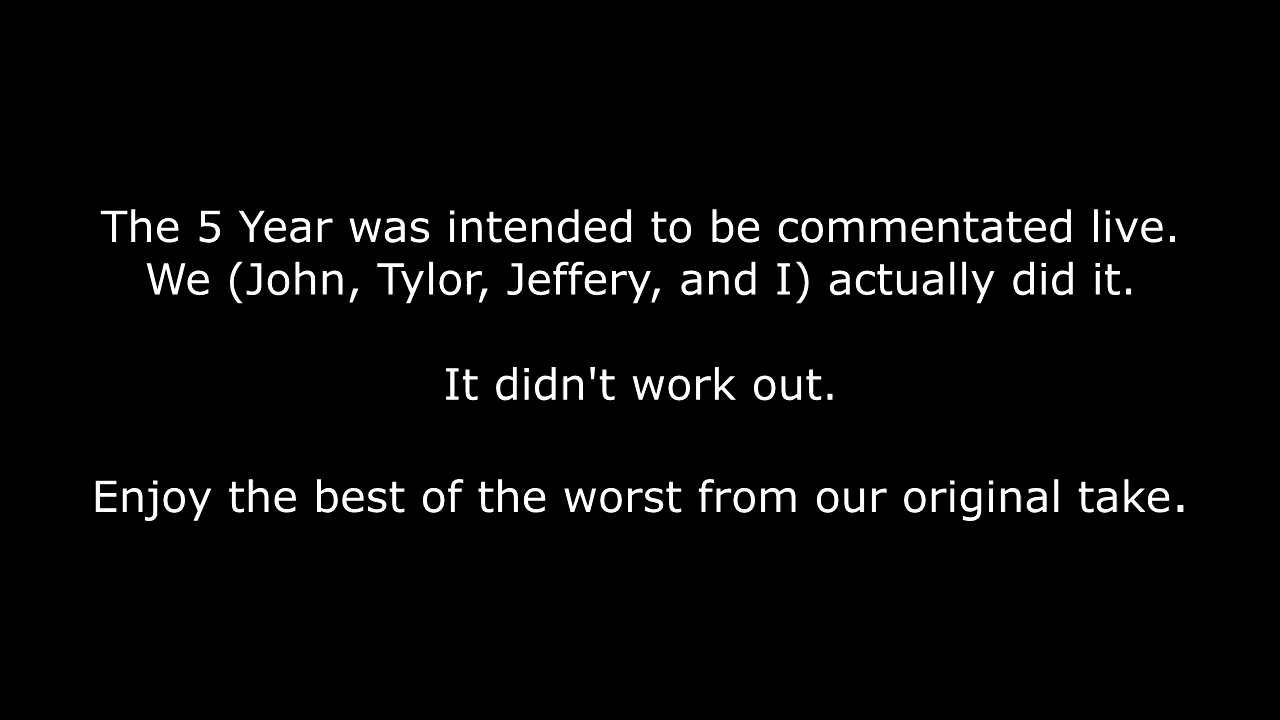 The 5 Year was intended to be commentated live.
We (John, Tylor, Jeffery, and I) actually did it.
It didn't work out.
Enjoy the best of the worst from our original take.